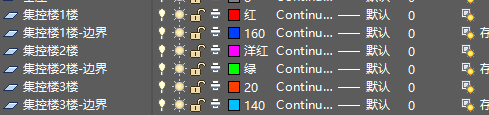 集控楼1楼 红 Continu... 默认 0
集控楼1楼-边界 160 Continu... 默认 0 存
集控楼2楼 洋红 Continu... 默认 0
集控楼2楼-边界 绿 Continu... 默认 0 存
集控楼3楼 20 Continu... 默认 0
集控楼3楼-边界 140 Continu... 默认 0 存